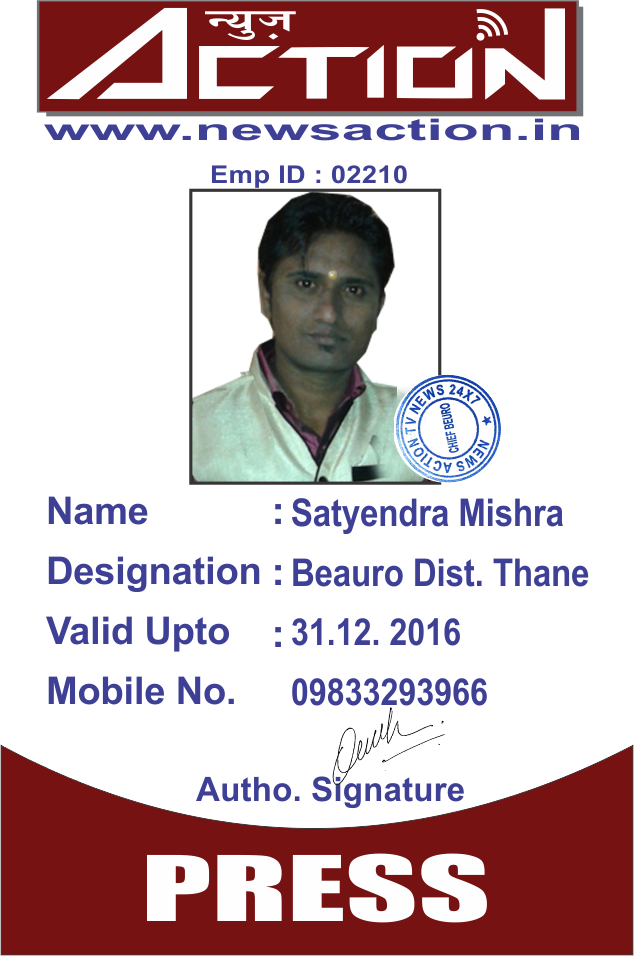 न्युज़
ACTION
www.newsaction.in
Emp ID : 02210
NEWS ACTION TV NEWS 24X7 ★
CHIEF BEURO
Name : Satyendra Mishra
Designation : Beauro Dist. Thane
Valid Upto : 31.12. 2016
Mobile No. 09833293966
Autho. Signature
PRESS